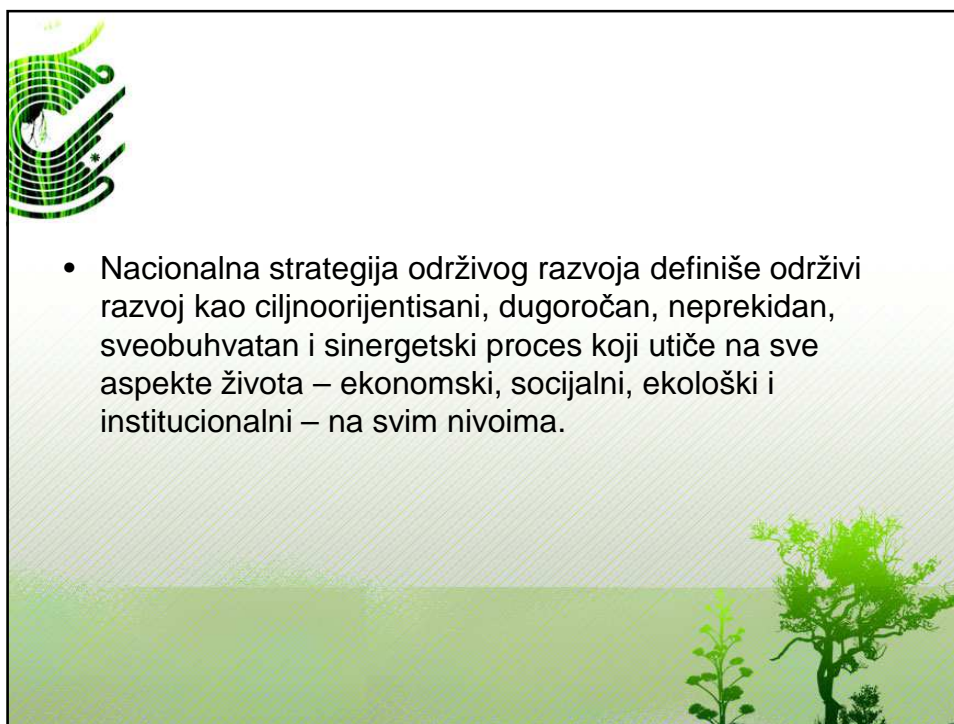 • Nacionalna strategija održivog razvoja definiše održivi
razvoj kao ciljnoorijentisani, dugoročan, neprekidan,
sveobuhvatan i sinergetski proces koji utiče na sve
aspekte života – ekonomski, socijalni, ekološki i
institucionalni – na svim nivoima.